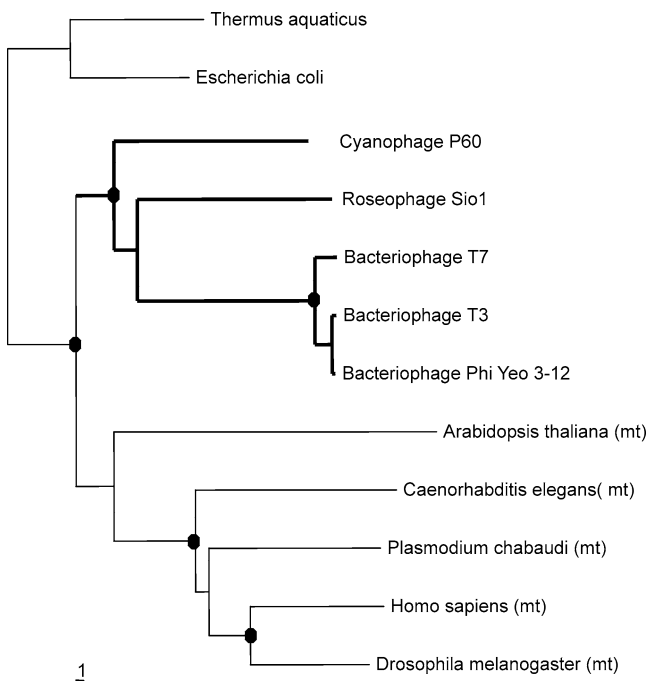 Thermus aquaticus
Escherichia coli
Cyanophage P60
Roseophage Sio1
Bacteriophage T7
Bacteriophage T3
Bacteriophage Phi Yeo 3-12
Arabidopsis thaliana (mt)
Caenorhabditis elegans( mt)
Plasmodium chabaudi (mt)
Homo sapiens (mt)
Drosophila melanogaster (mt)
1